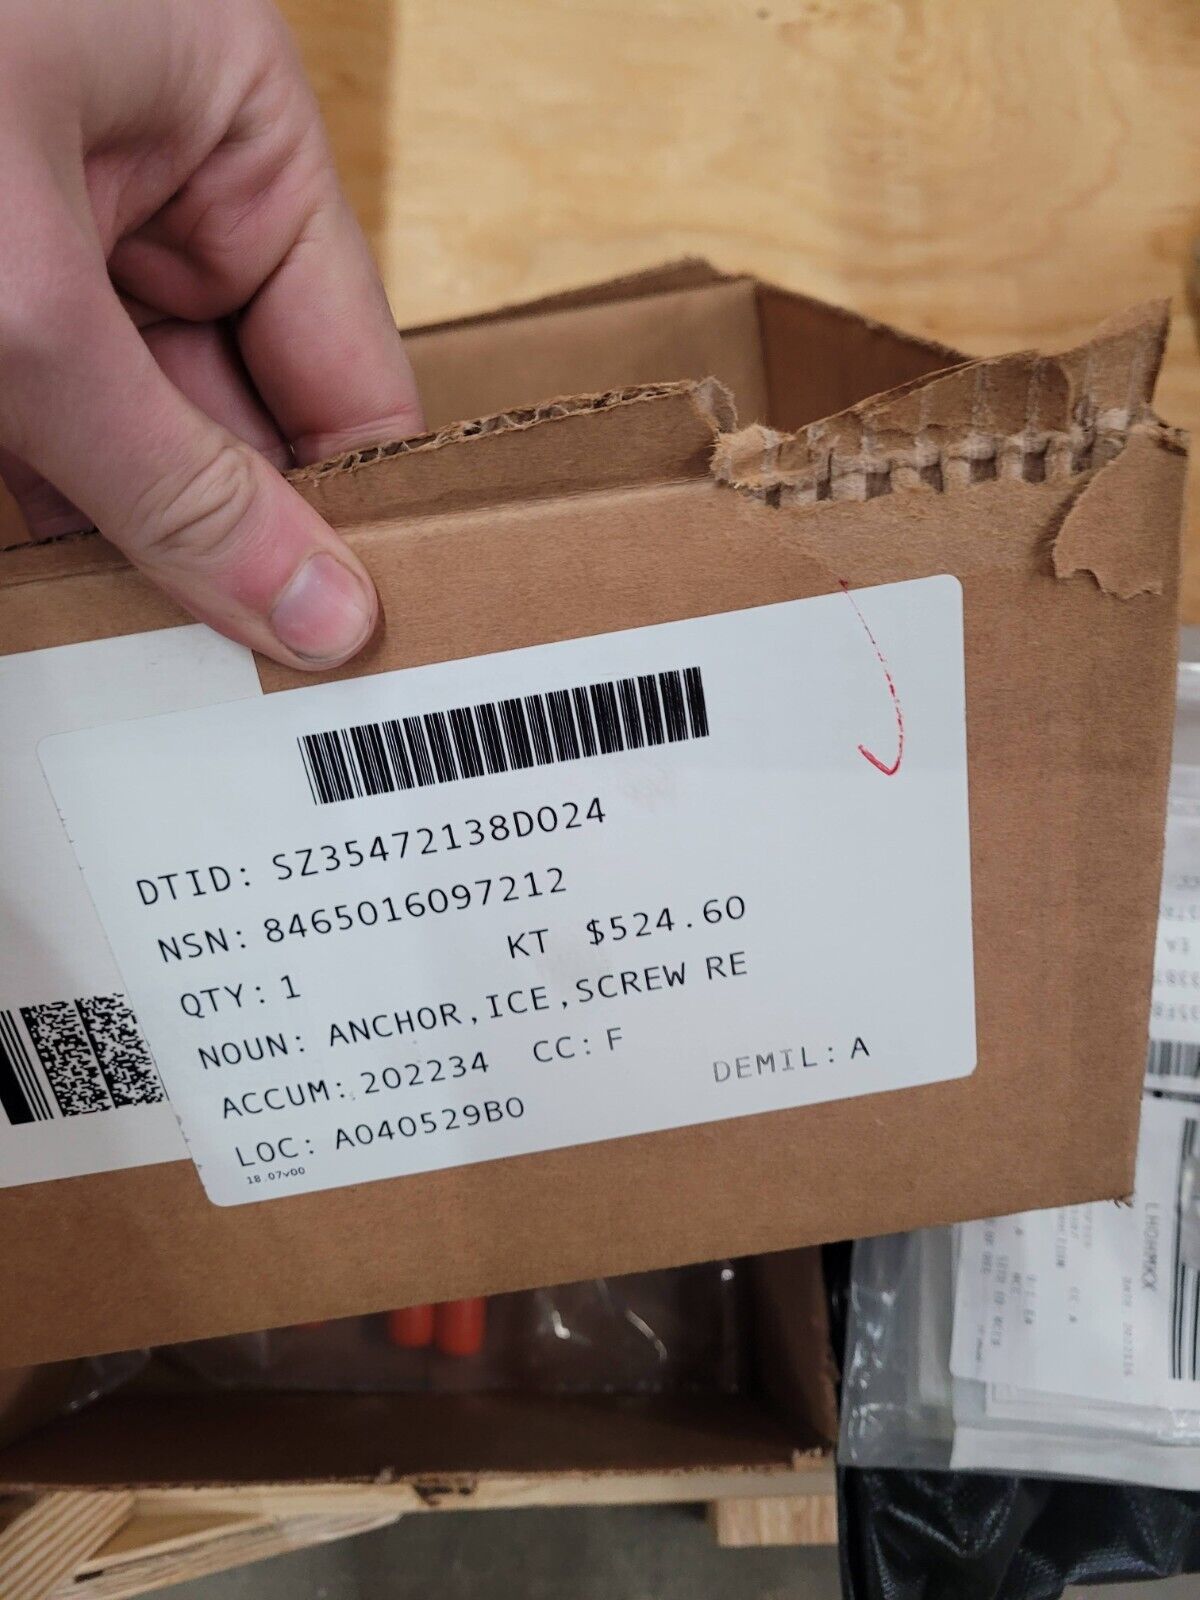 DTID: SZ35472138D024
NSN: 8465016097212
QTY: 1 KT $524.60
NOUN: ANCHOR,ICE,SCREW RE
ACCUM: 202234 CC: F
LOC: A040529B0 DEMIL: A
18.07v00
LHOHMXX